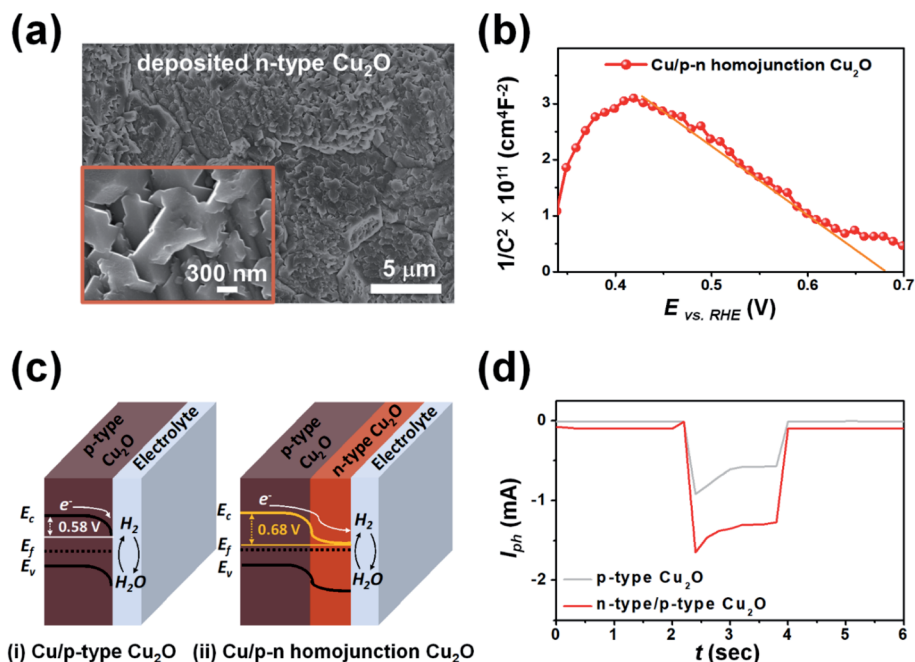 (a)
deposited n-type Cu₂O
300 nm
5 μm
(b)
Cu/p-n homojunction Cu₂O
1/C² x 10¹¹ (cm⁴F⁻²)
3
2
1
0
0.4
0.5
0.6
0.7
E vs. RHE (V)
(c)
p-type Cu₂O
Electrolyte
Ec
e⁻
0.58 V
H₂
Ef
Ev
H₂O
(i) Cu/p-type Cu₂O
p-type Cu₂O
n-type Cu₂O
Electrolyte
Ec
e⁻
0.68 V
H₂
Ef
Ev
H₂O
(ii) Cu/p-n homojunction Cu₂O
(d)
Iph (mA)
0
-1
-2
p-type Cu₂O
n-type/p-type Cu₂O
0
1
2
3
4
5
6
t (sec)